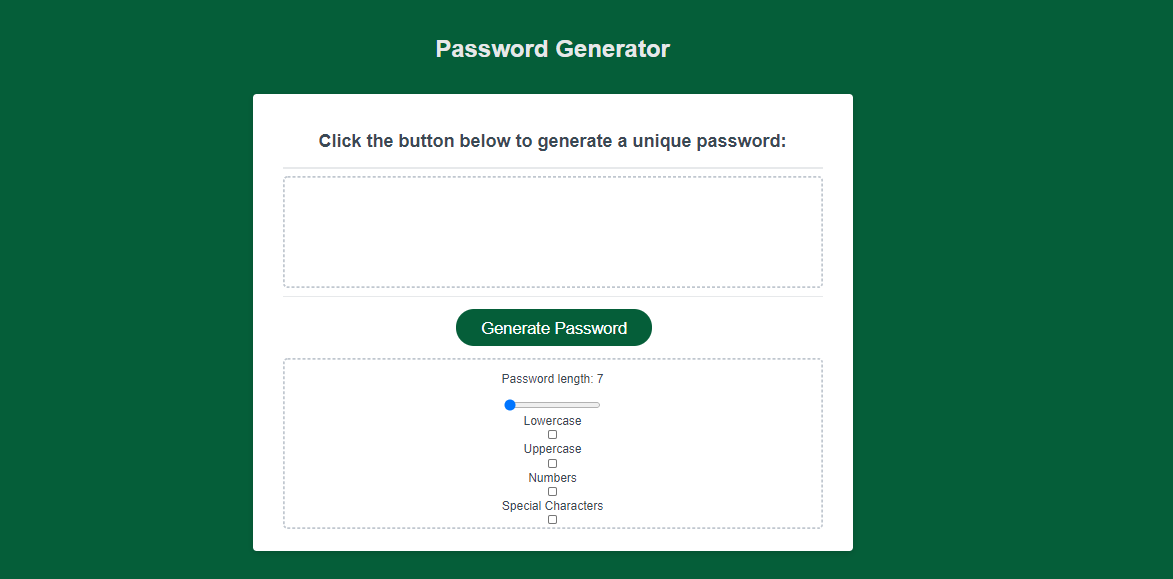 Password Generator
Click the button below to generate a unique password:
Generate Password
Password length: 7
Lowercase
Uppercase
Numbers
Special Characters